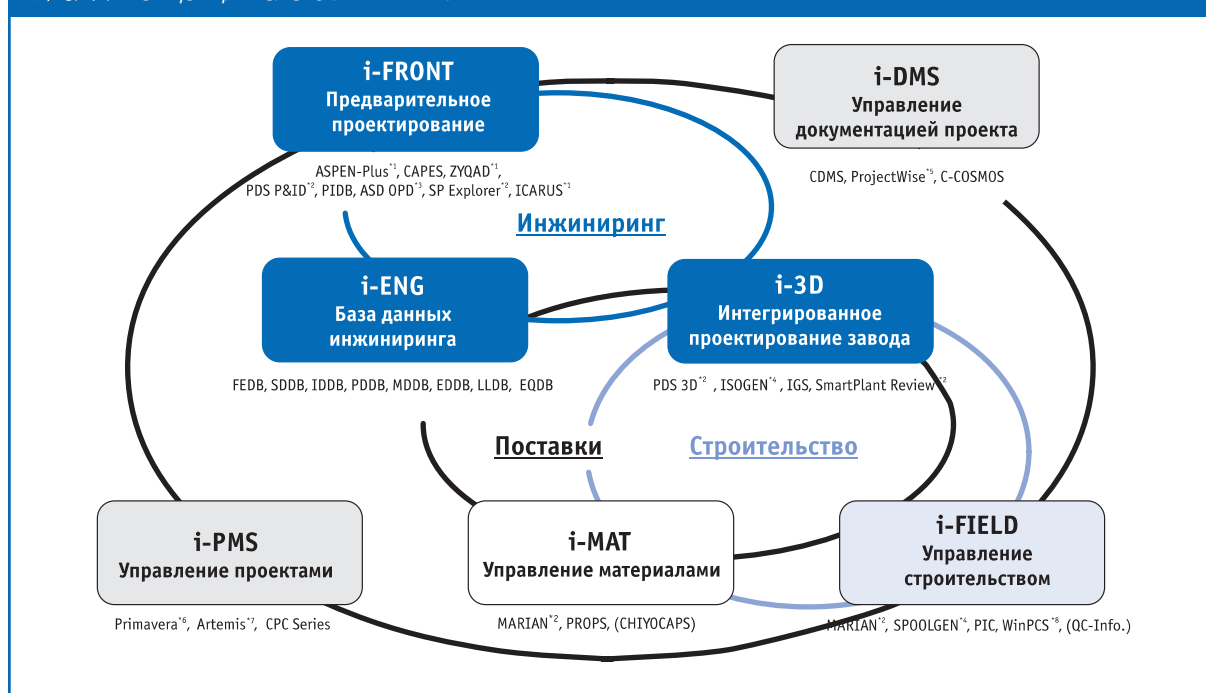 i-FRONT
Предварительное
проектирование
ASPEN-Plus*1, CAPES, ZYQAD*1,
PDS P&ID*2, PIDB, ASD OPD*3, SP Explorer*2, ICARUS*1
i-DMS
Управление
документацией проекта
CDMS, ProjectWise*5, C-COSMOS
Инжиниринг
i-ENG
База данных
инжиниринга
FEDB, SDDB, IDDB, PDDB, MDDB, EDDB, LLDB, EQDB
i-3D
Интегрированное
проектирование завода
PDS 3D*2 , ISOGEN*4 , IGS, SmartPlant Review*2
Поставки
Строительство
i-PMS
Управление проектами
Primavera*6, Artemis*7, CPC Series
i-MAT
Управление материалами
MARIAN*2, PROPS, (CHIYOCAPS)
i-FIELD
Управление
строительством
MARIAN*2, SPOOLGEN*4, PIC, WinPCS*8, (QC-Info.)